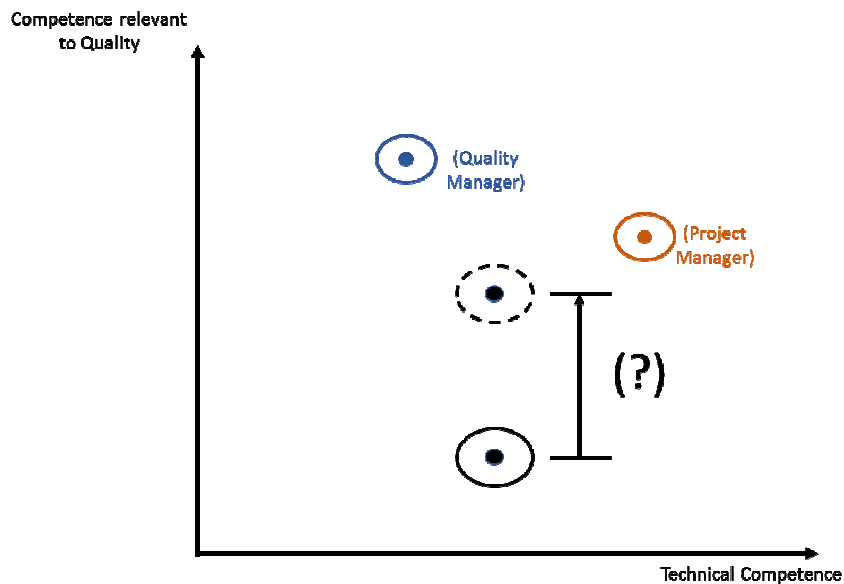 Competence relevant
to Quality
(Quality
Manager)
(Project
Manager)
(?)
Technical Competence